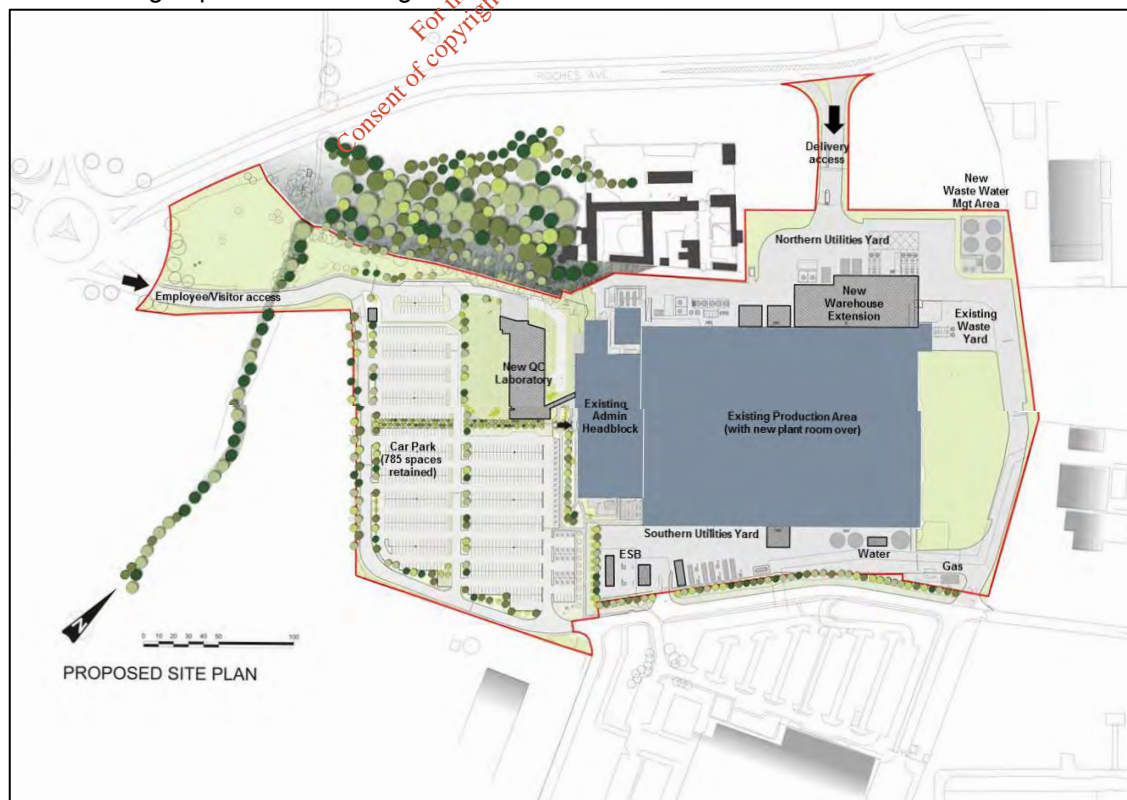 For in
Consent of copyrigh
ROCHES AVE
Delivery
access
New
Waste Water
Mgt Area
Northern Utilities Yard
New
Warehouse
Extension
Existing
Waste
Yard
Employee/Visitor access
New QC
Laboratory
Existing
Admin
Headblock
Existing Production Area
(with new plant room over)
Car Park
(785 spaces
retained)
Southern Utilities Yard
ESB
Water
Gas
N
0 10 20 30 40 50 100
PROPOSED SITE PLAN